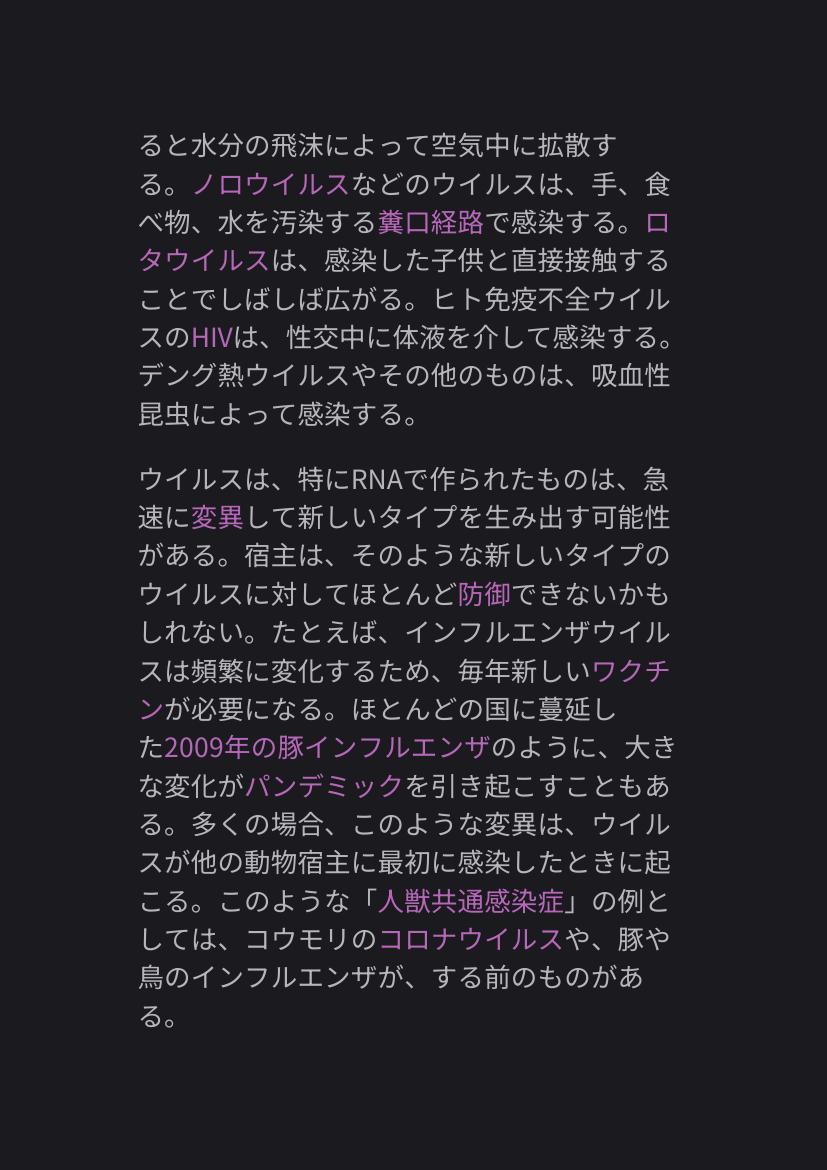 ると水分の飛沫によって空気中に拡散す
る。ノロウイルスなどのウイルスは、手、食
べ物、水を汚染する糞口経路で感染する。ロ
タウイルスは、感染した子供と直接接触する
ことでしばしば広がる。ヒト免疫不全ウイル
スのHIVは、性交中に体液を介して感染する。
デング熱ウイルスやその他のものは、吸血性
昆虫によって感染する。
ウイルスは、特にRNAで作られたものは、急
速に変異して新しいタイプを生み出す可能性
がある。宿主は、そのような新しいタイプの
ウイルスに対してほとんど防御できないかも
しれない。たとえば、インフルエンザウイル
スは頻繁に変化するため、毎年新しいワクチ
ンが必要になる。ほとんどの国に蔓延し
た2009年の豚インフルエンザのように、大き
な変化がパンデミックを引き起こすこともあ
る。多くの場合、このような変異は、ウイル
スが他の動物宿主に最初に感染したときに起
こる。このような「人獣共通感染症」の例と
しては、コウモリのコロナウイルスや、豚や
鳥のインフルエンザが、する前のものがあ
る。